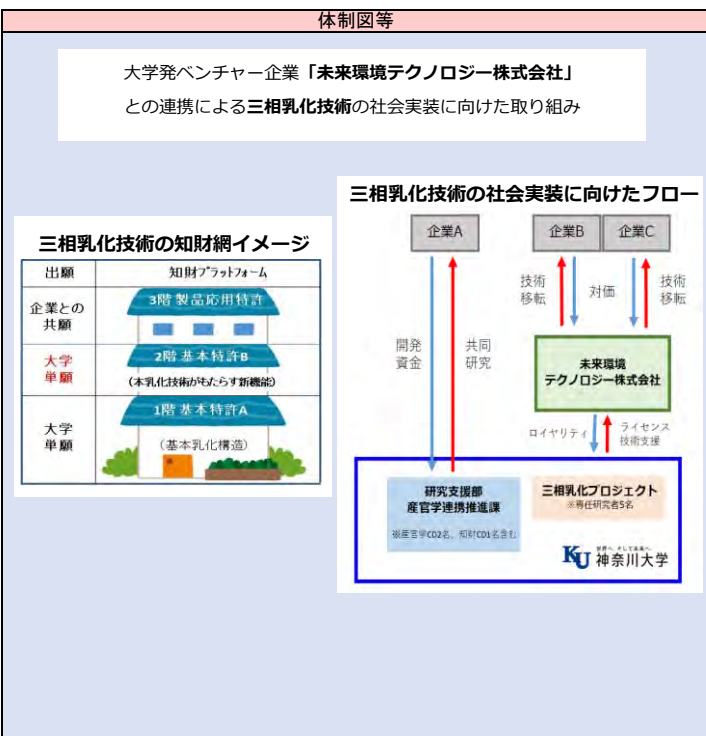 体制図等
大学発ベンチャー企業「未来環境テクノロジー株式会社」
との連携による三相乳化技術の社会実装に向けた取り組み
三相乳化技術の知財網イメージ
出願
知財プラットフォーム
企業との
共願
3階 製品応用特許
大学
単願
2階 基本特許B
(本乳化技術がもたらす新機能)
大学
単願
1階 基本特許A
(基本乳化構造)
三相乳化技術の社会実装に向けたフロー
企業A
企業B
企業C
技術
移転
対価
技術
移転
開発
資金
共同
研究
未来環境
テクノロジー株式会社
ロイヤリティ
ライセンス
技術支援
研究支援部
産官学連携推進課
※産官学CD2名、知財CD1名含む
三相乳化プロジェクト
※専任研究者5名
KU
世界へ、そして未来へ。
神奈川大学